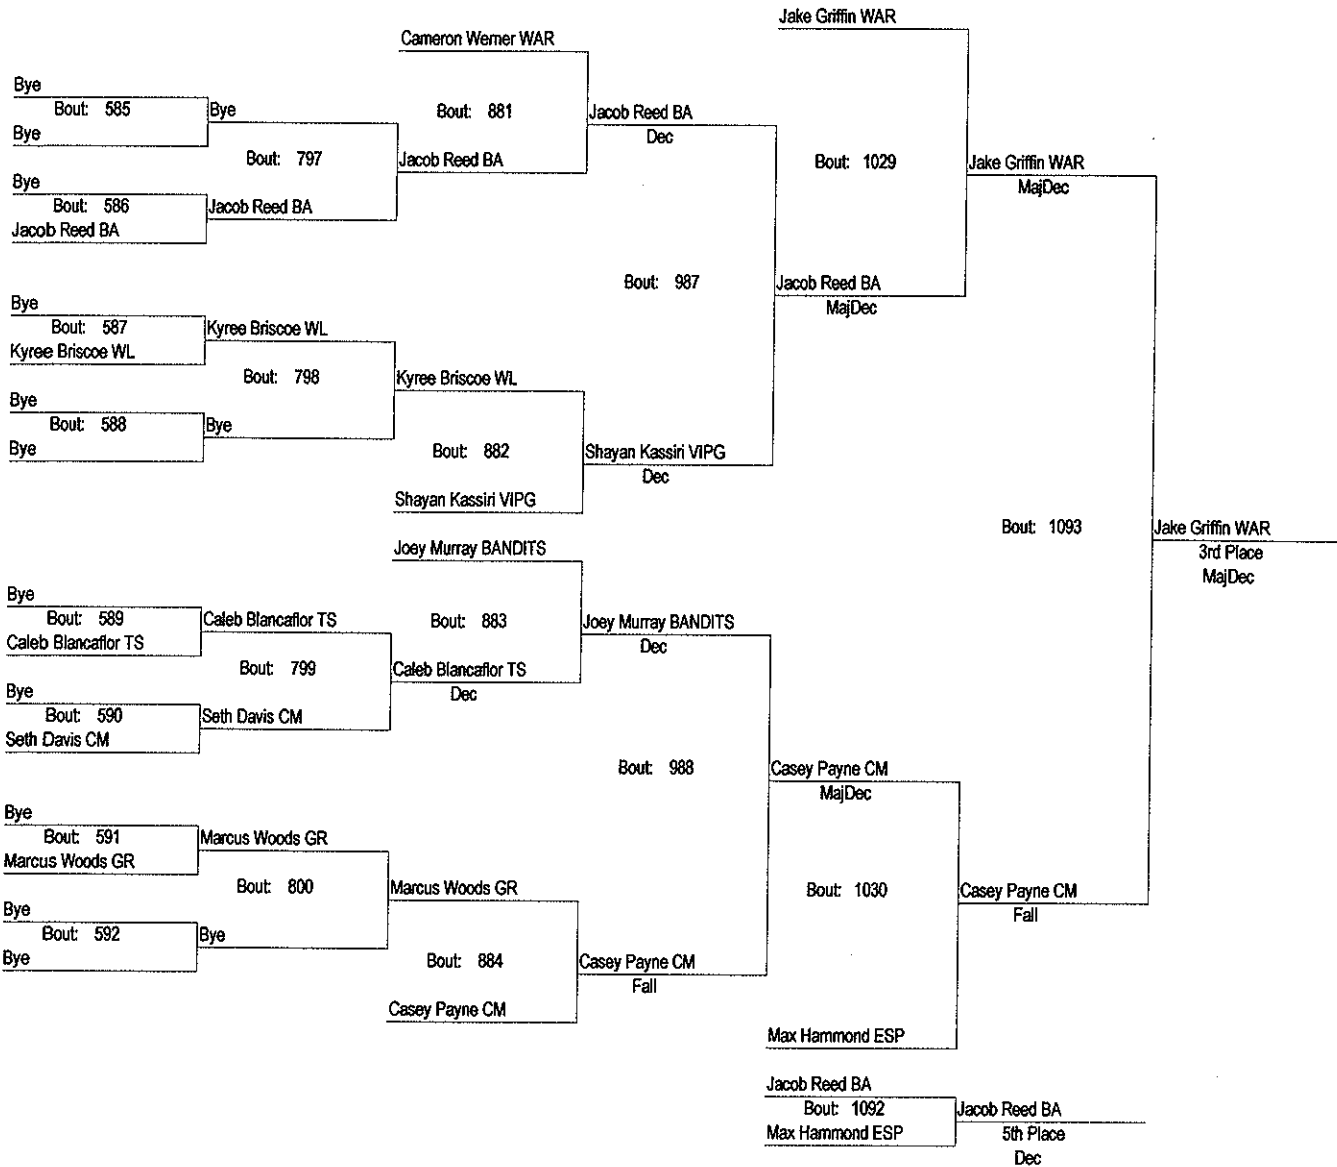 Jake Griffin WAR
Cameron Werner WAR
Bye
Bout: 585
Bye
Bye
Bout: 797
Bye
Bout: 586
Jacob Reed BA
Jacob Reed BA
Jacob Reed BA
Bout: 881
Jacob Reed BA
Dec
Bout: 1029
Jake Griffin WAR
MajDec
Bout: 987
Jacob Reed BA
MajDec
Bye
Bout: 587
Kyree Briscoe WL
Kyree Briscoe WL
Bout: 798
Bye
Bout: 588
Bye
Bye
Kyree Briscoe WL
Bout: 882
Shayan Kassiri VIPG
Shayan Kassiri VIPG
Dec
Bout: 1093
Jake Griffin WAR
3rd Place
MajDec
Joey Murray BANDITS
Bye
Bout: 589
Caleb Blancaflor TS
Caleb Blancaflor TS
Bout: 799
Bye
Bout: 590
Seth Davis CM
Seth Davis CM
Bout: 883
Caleb Blancaflor TS
Dec
Joey Murray BANDITS
Dec
Bout: 988
Casey Payne CM
MajDec
Bye
Bout: 591
Marcus Woods GR
Marcus Woods GR
Bout: 800
Bye
Bout: 592
Bye
Bye
Marcus Woods GR
Bout: 884
Casey Payne CM
Casey Payne CM
Fall
Bout: 1030
Casey Payne CM
Fall
Max Hammond ESP
Jacob Reed BA
Bout: 1092
Max Hammond ESP
Jacob Reed BA
5th Place
Dec